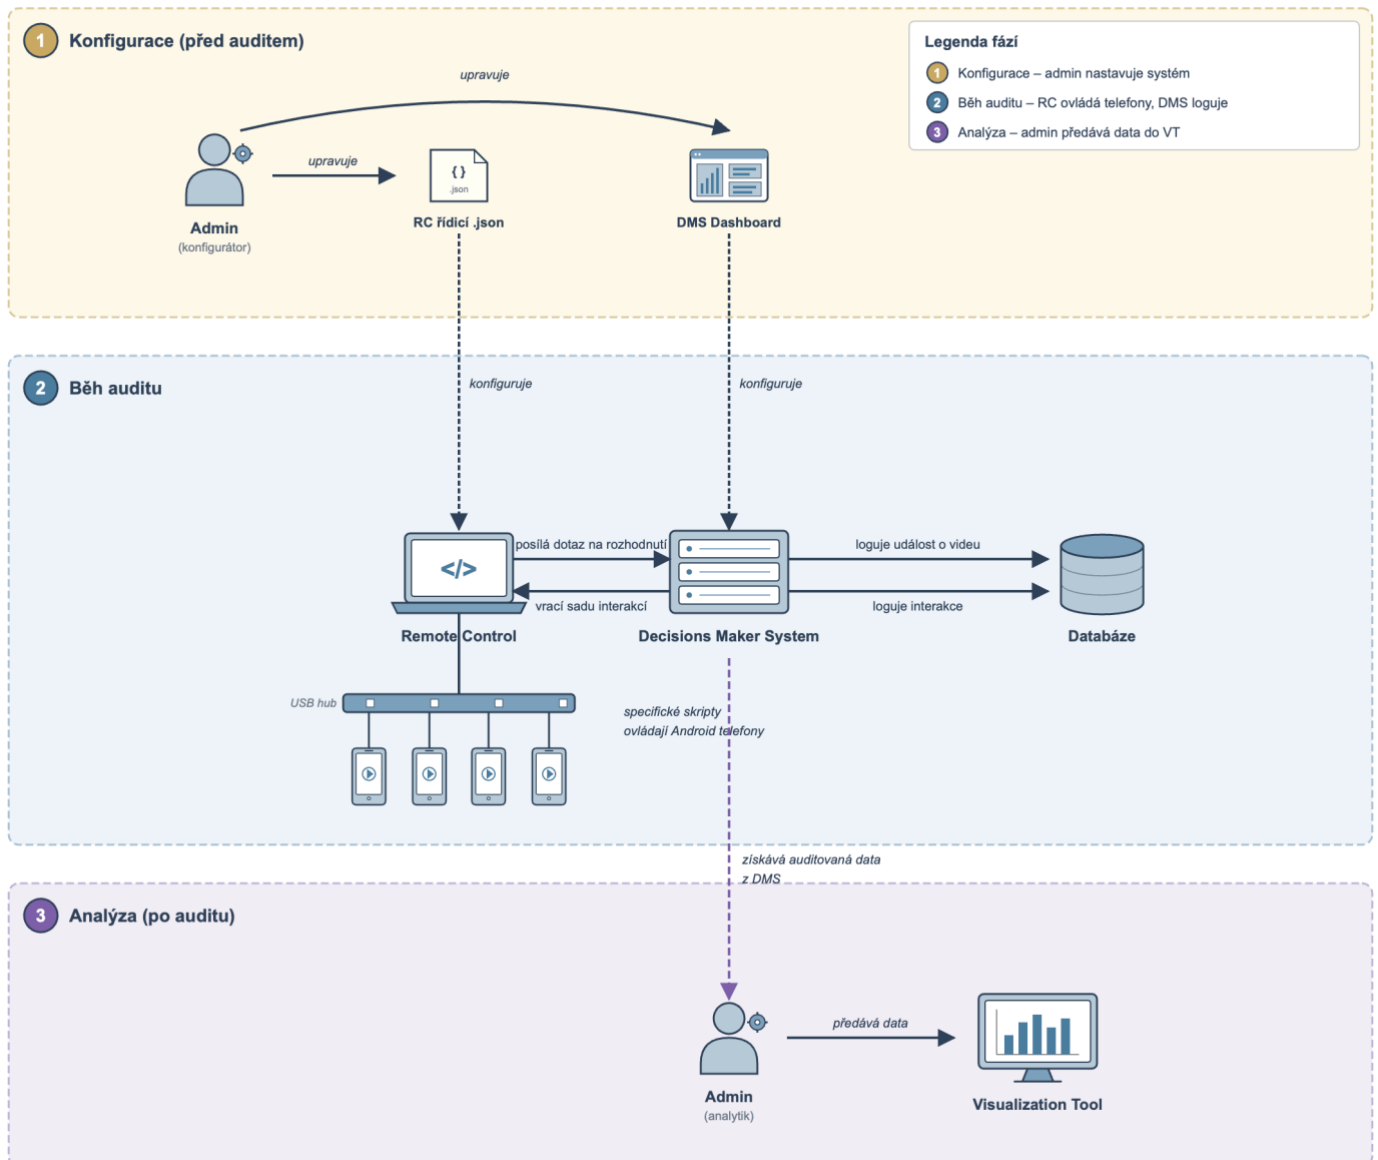 1 Konfigurace (před auditem)
Legenda fází
1 Konfigurace – admin nastavuje systém
2 Běh auditu – RC ovládá telefony, DMS loguje
3 Analýza – admin předává data do VT
upravuje
upravuje
{ }
.json
Admin
(konfigurátor)
RC řídicí .json
DMS Dashboard
2 Běh auditu
konfiguruje
konfiguruje
</>
posílá dotaz na rozhodnutí
vrací sadu interakcí
loguje událost o videu
loguje interakce
Remote Control
Decisions Maker System
Databáze
USB hub
specifické skripty
ovládají Android telefony
získává auditovaná data
z DMS
3 Analýza (po auditu)
předává data
Admin
(analytik)
Visualization Tool